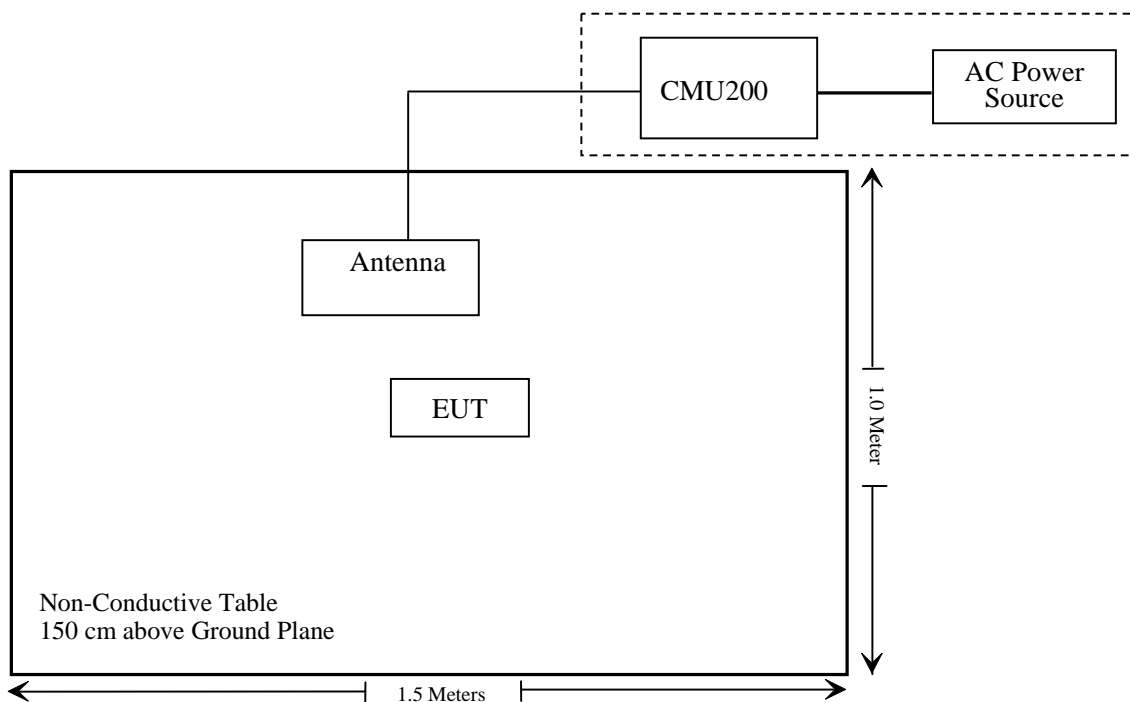 CMU200
AC Power
Source
Antenna
EUT
1.0 Meter
Non-Conductive Table
150 cm above Ground Plane
1.5 Meters